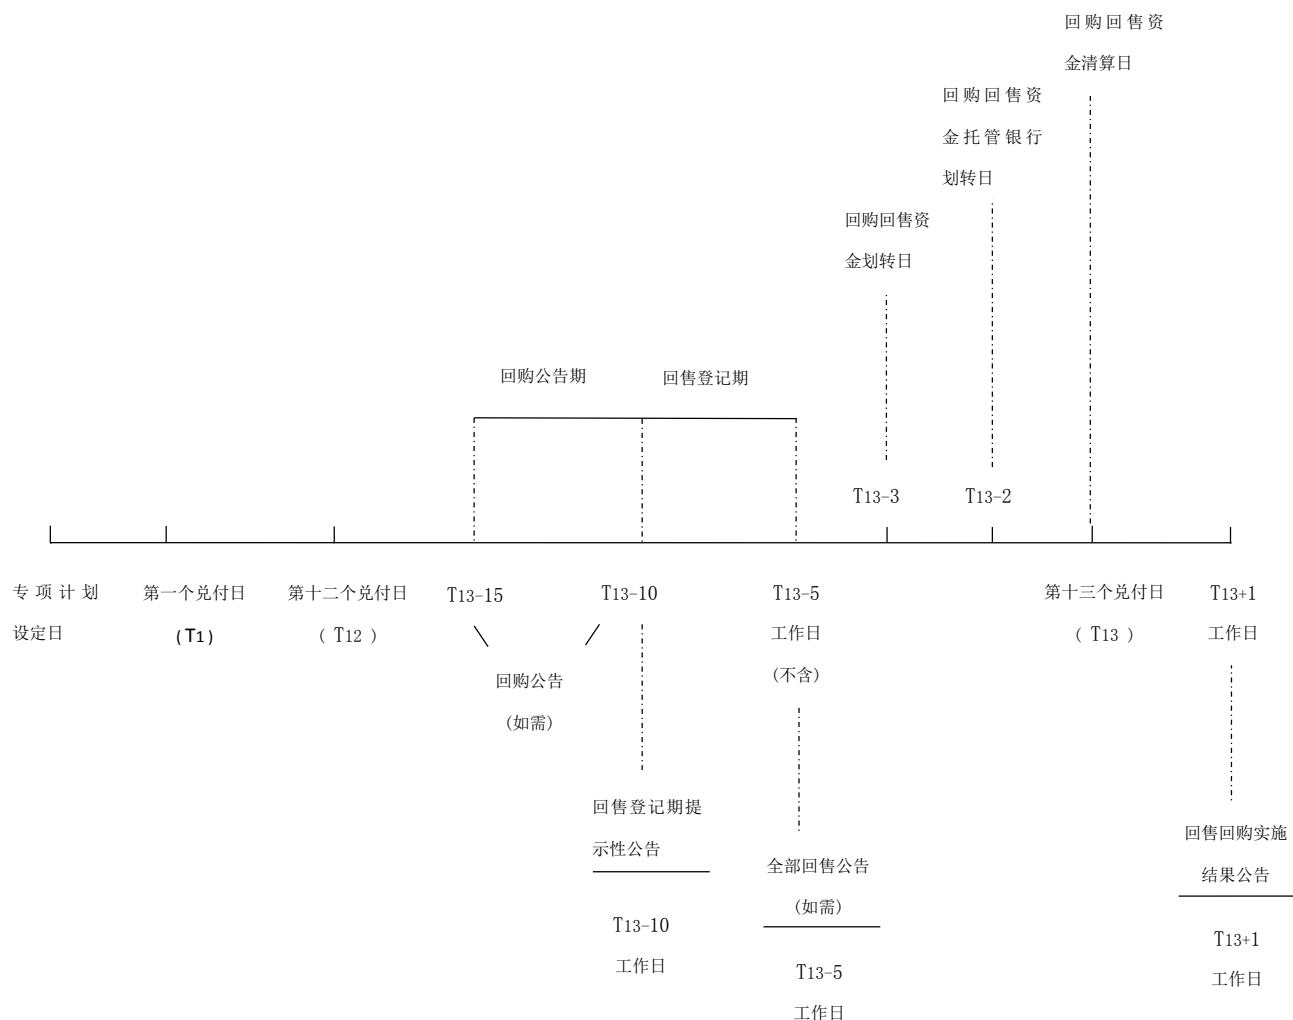 回购回售资
金清算日
回购回售资
金托管银行
划转日
回购回售资
金划转日
回购公告期
回售登记期
T13-3
T13-2
专项计划
设定日
第一个兑付日
(T1)
第十二个兑付日
(T12)
T13-15
T13-10
T13-5
工作日
(不含)
第十三个兑付日
(T13)
T13+1
工作日
回购公告
(如需)
回售登记期提
示性公告
T13-10
工作日
全部回售公告
(如需)
T13-5
工作日
回售回购实施
结果公告
T13+1
工作日